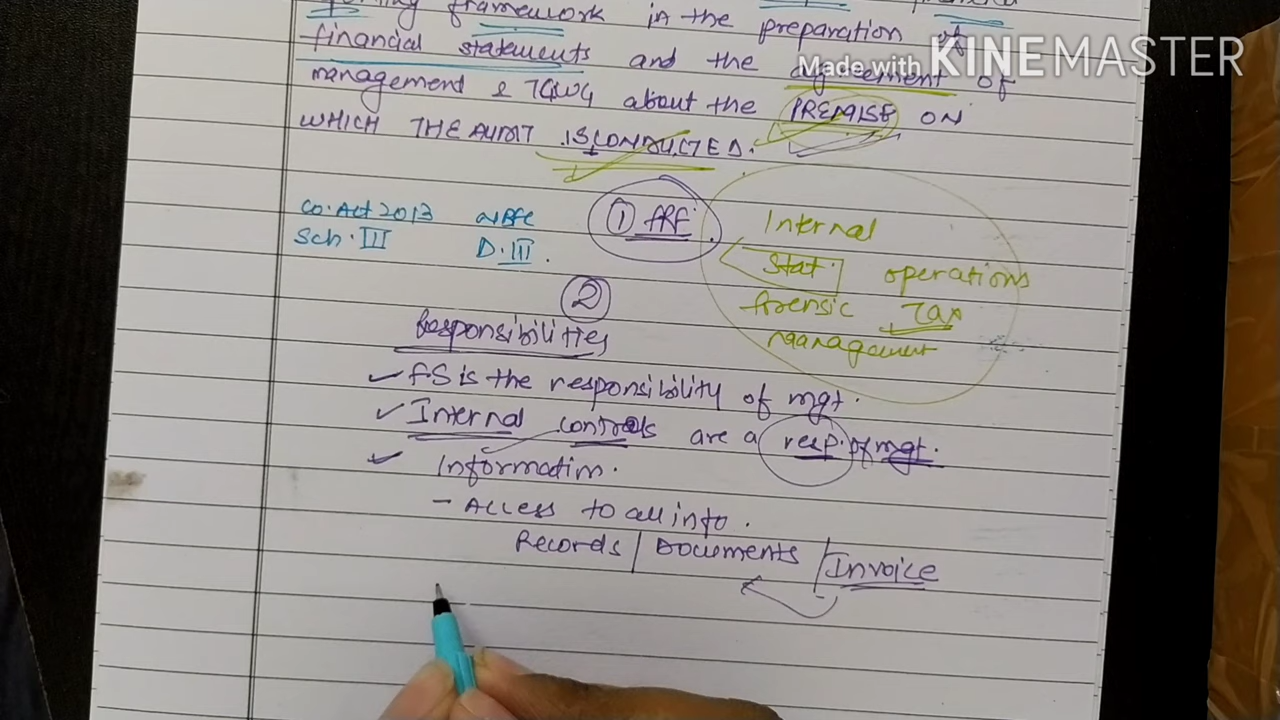 framework in the preparation of
financial statements and the agreement of
management & TCWG about the PREMISE ON
WHICH THE AUDIT IS CONDUCTED.
Made with KINEMASTER
Co. Act 2013 NBFC
Sch. III D. III.
① FRF.
Internal
Stat. operations
forensic Tax
management
②
Responsibilities
✓ FS is the responsibility of mgt.
✓ Internal controls are a resp. of mgt.
✓ Information.
- Access to all info.
Records / Documents / Invoice